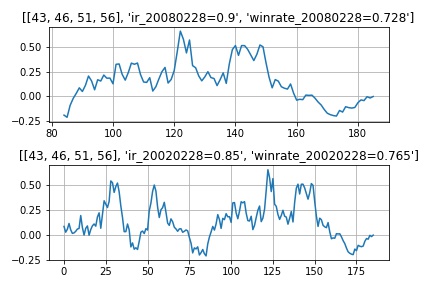 [[43, 46, 51, 56], 'ir_20080228=0.9', 'winrate_20080228=0.728']
0.50
0.25
0.00
−0.25
80 100 120 140 160 180
[[43, 46, 51, 56], 'ir_20020228=0.85', 'winrate_20020228=0.765']
0.50
0.25
0.00
−0.25
0 25 50 75 100 125 150 175